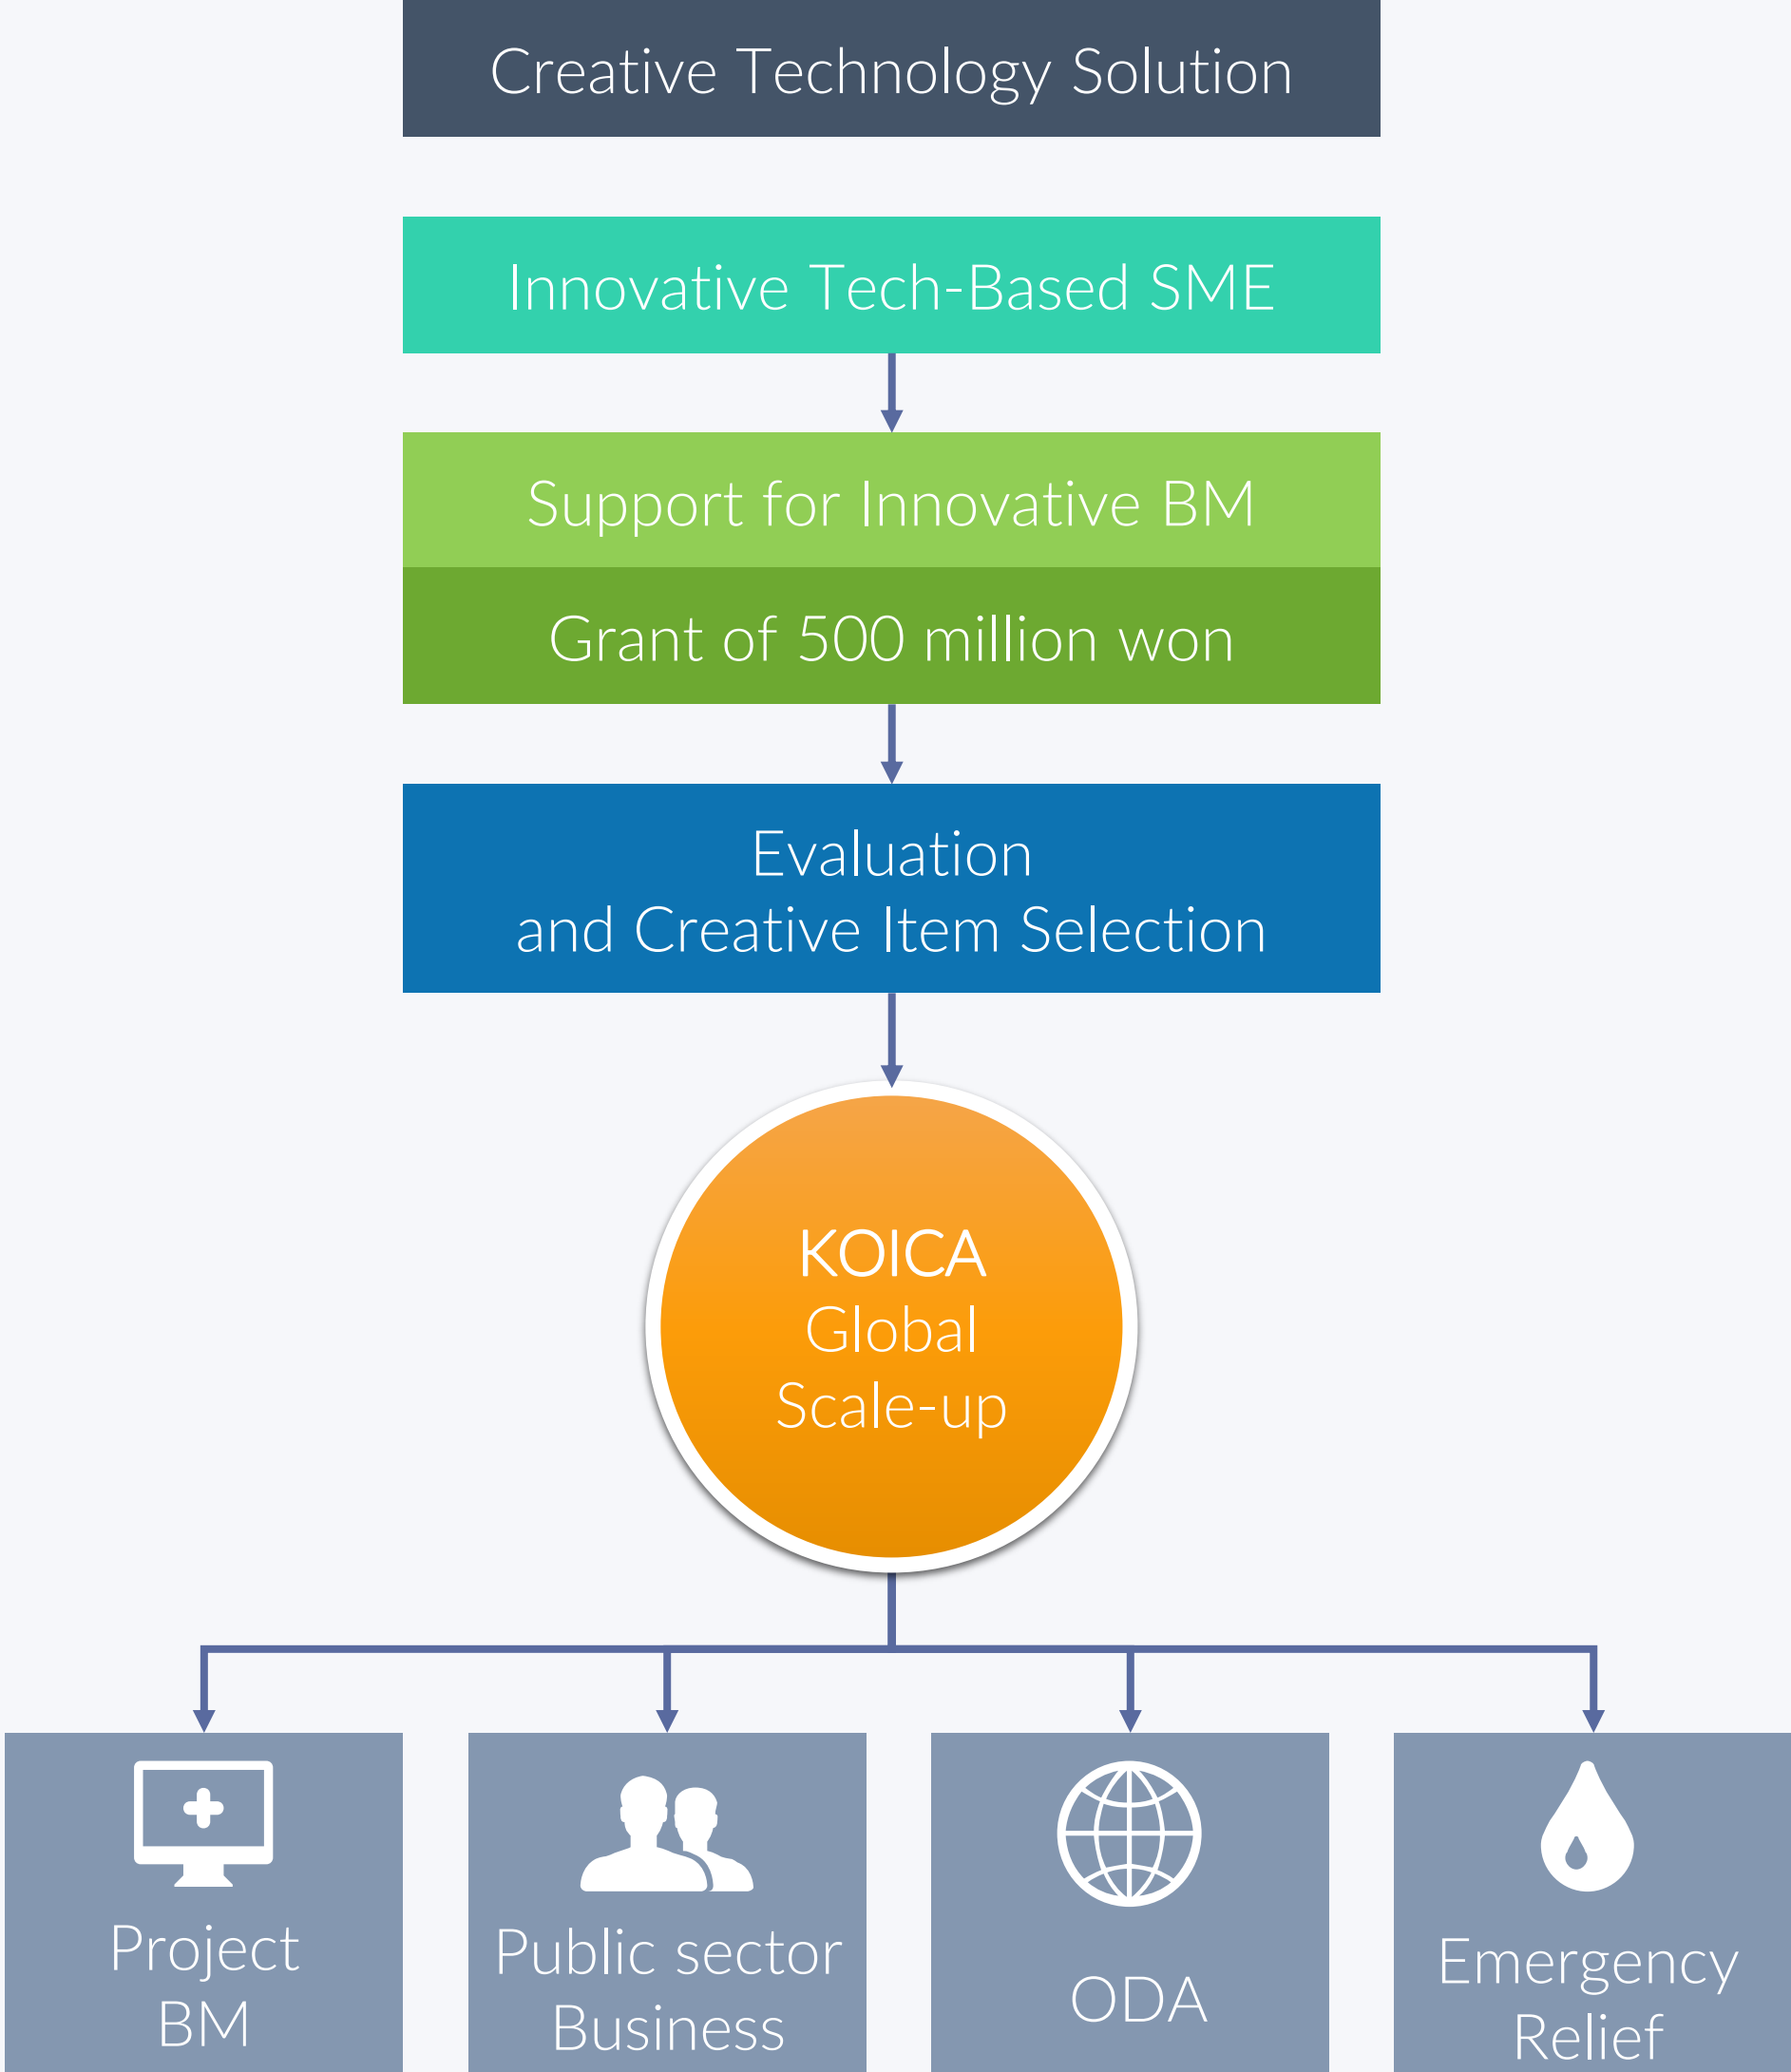 Creative Technology Solution
Innovative Tech-Based SME
Support for Innovative BM
Grant of 500 million won
Evaluation
and Creative Item Selection
KOICA
Global
Scale-up
Project
BM
Public sector
Business
ODA
Emergency
Relief